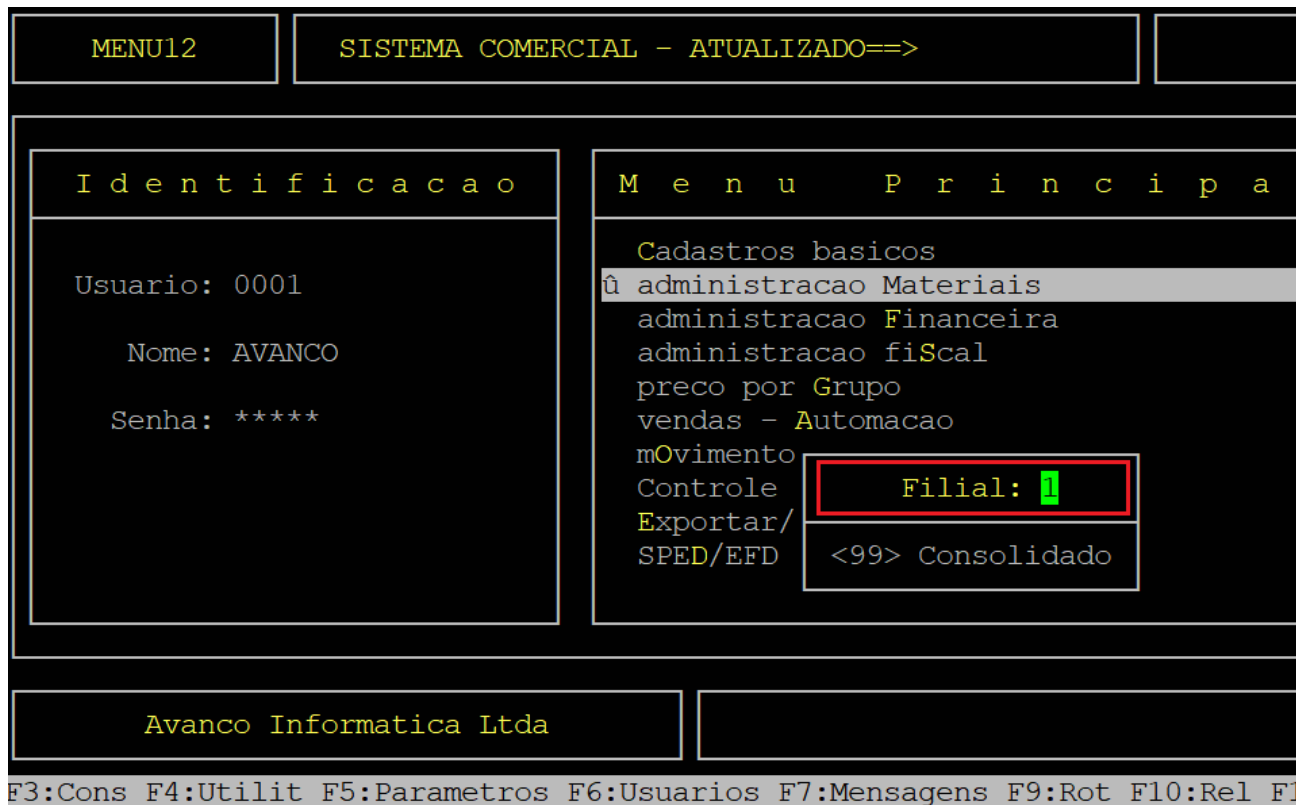 MENU12
SISTEMA COMERCIAL - ATUALIZADO==>
I d e n t i f i c a c a o
Usuario: 0001
Nome: AVANCO
Senha: *****
M e n u   P r i n c i p a
Cadastros basicos
û administracao Materiais
administracao Financeira
administracao fiScal
preco por Grupo
vendas - Automacao
mOvimento
Controle
Exportar/
SPED/EFD
Filial: 1
<99> Consolidado
Avanco Informatica Ltda
F3:Cons F4:Utilit F5:Parametros F6:Usuarios F7:Mensagens F9:Rot F10:Rel F1